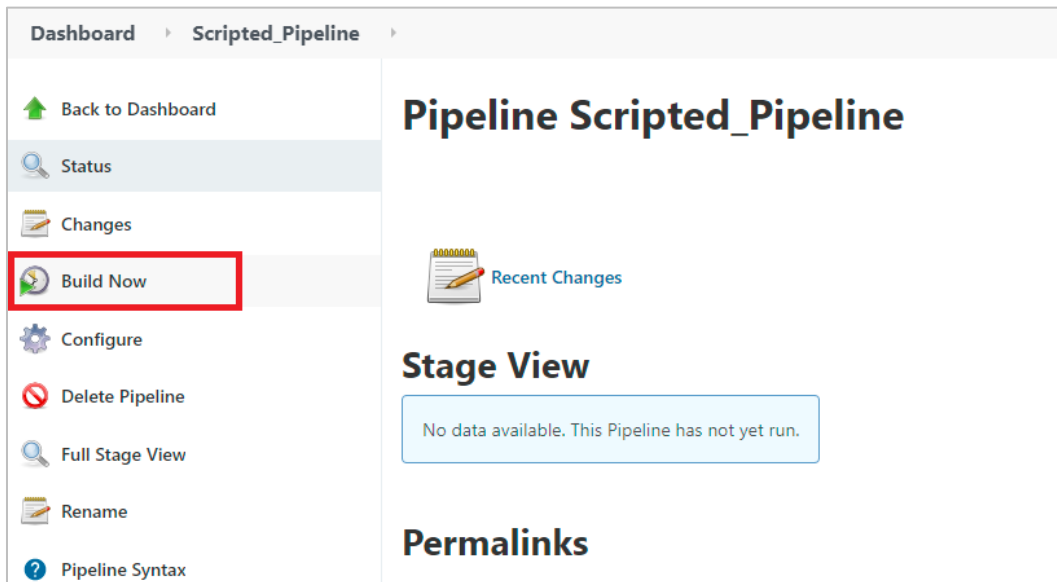 Dashboard Scripted_Pipeline
Back to Dashboard
Status
Changes
Build Now
Configure
Delete Pipeline
Full Stage View
Rename
Pipeline Syntax
Pipeline Scripted_Pipeline
Recent Changes
Stage View
No data available. This Pipeline has not yet run.
Permalinks